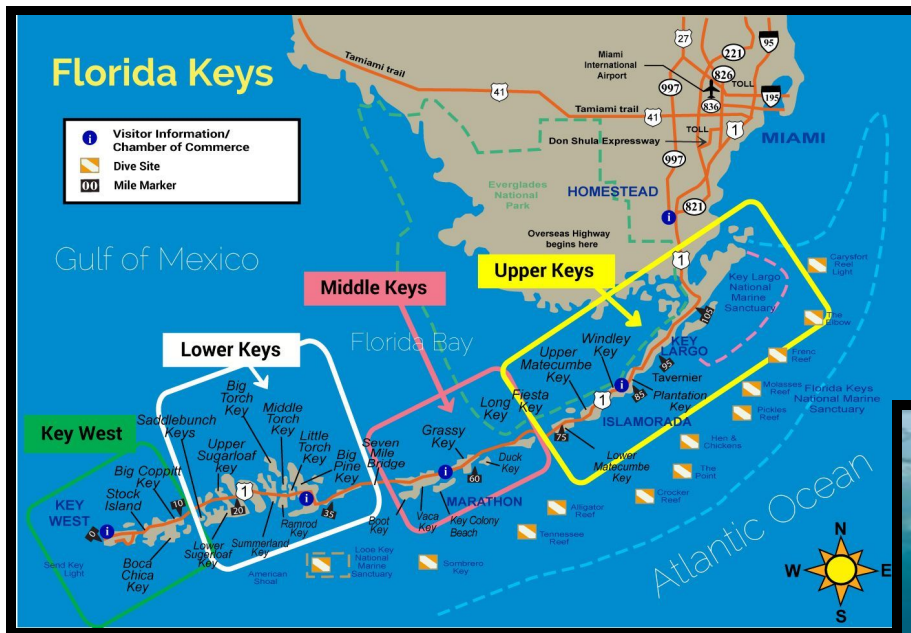 Florida Keys
Visitor Information/
Chamber of Commerce
Dive Site
00
Mile Marker
Tamiami trail
41
Tamiami trail
41
27
997
997
Miami
International
Airport
221
826
TOLL
836
95
195
TOLL
1
Don Shula Expressway
821
MIAMI
HOMESTEAD
Everglades
National
Park
Overseas Highway
begins here
1
Gulf of Mexico
Florida Bay
Atlantic Ocean
Upper Keys
Middle Keys
Lower Keys
Key West
Key Largo
National
Marine
Sanctuary
Carysfort
Reel
Light
The
Elbow
Frenc
Reef
Molasses
Reef
Pickles
Reef
Florida Keys
National Marine
Sanctuary
Hen &
Chickans
The
Point
Crocker
Reef
Alligator
Reef
Tennessee
Reef
Sombrero
Key
Looe Key
National
Marine
Sanctuary
American
Shoal
105
KEY
LARGO
95
Tavernier
85
Plantation
Key
Windley
Key
Upper
Matecumbe
Key
1
ISLAMORADA
75
Lower
Matecumbe
Key
Fiesta
Key
Long
Key
Grassy
Key
Duck
Key
60
MARATHON
Key Colony
Beach
Vaca
Key
Boot
Key
Seven
Mile
Bridge
Big
Pine
Key
35
Little
Torch
Key
Middle
Torch
Key
Big
Torch
Key
Ramrod
Key
Summerland
Key
1
20
Upper
Sugarloaf
key
Lower
Sugerloaf
Key
Saddlebunch
Keys
Big Coppitt
Key
10
Stock
Island
Boca
Chica
Key
KEY
WEST
0
Send Key
Light
N
W
E
S